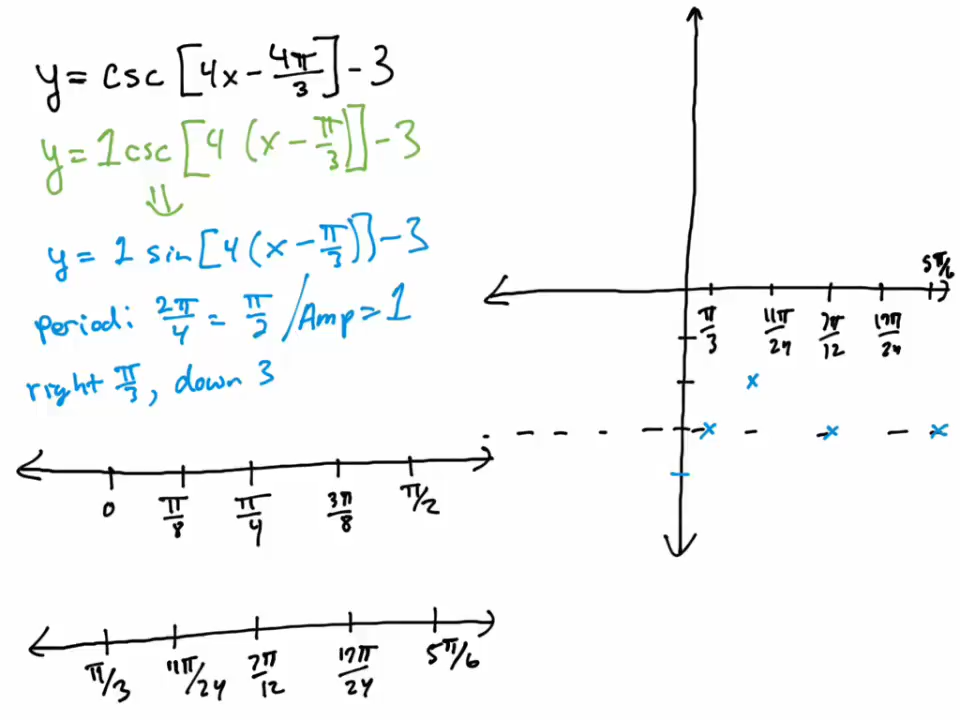 y = csc [4x - 4π/3] - 3
y = 1 csc [4 (x - π/3)] - 3
⇓
y = 1 sin [4 (x - π/3)] - 3
Period: 2π/4 = π/2 / Amp = 1
right π/3, down 3
0 π/8 π/4 3π/8 π/2
π/3 11π/24 7π/12 17π/24 5π/6
5π/6
π/3 11π/24 7π/12 17π/24